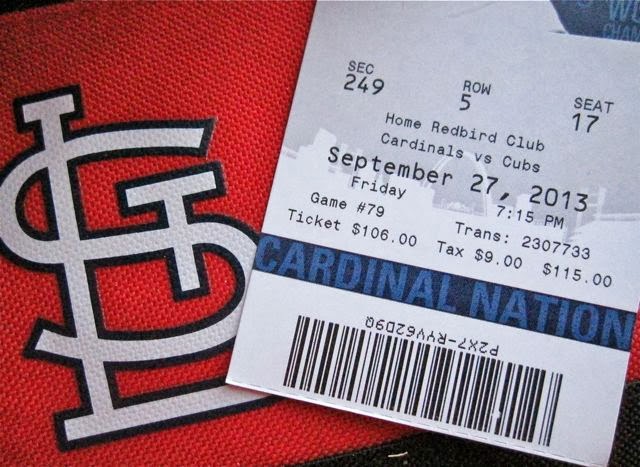 SEC
249
ROW
5
SEAT
17
Home Redbird Club
Cardinals vs Cubs
September 27, 2013
Friday
7:15 PM
Game #79
Trans: 2307733
Ticket $106.00
Tax $9.00
$115.00
CARDINAL NATION
P2X7-RYV62D9Q
STL